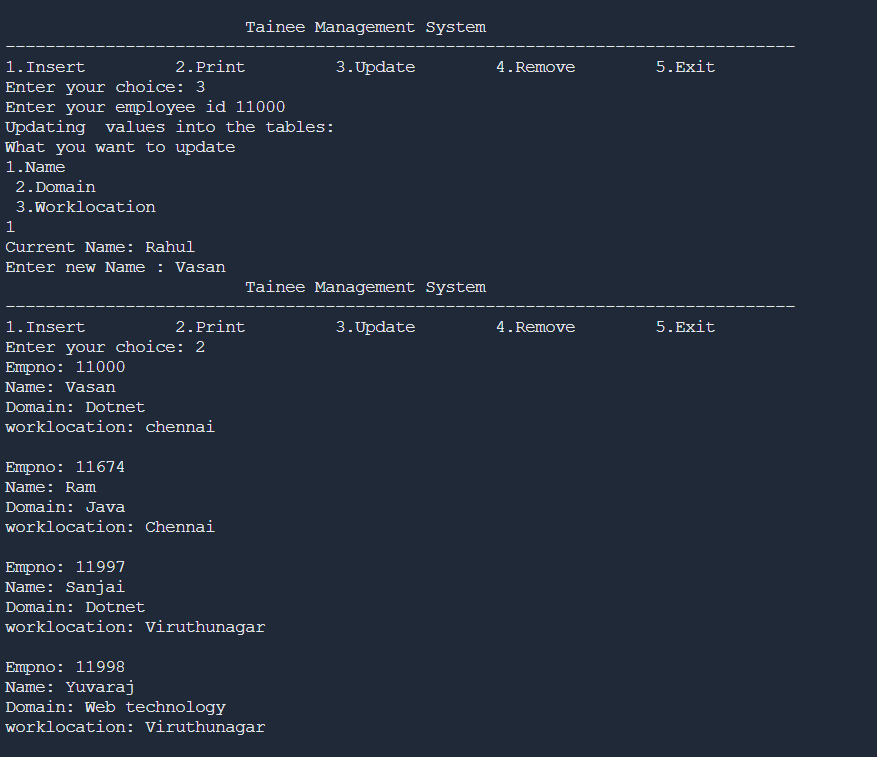 Tainee Management System
-------------------------------------------------------------------------------
1.Insert 2.Print 3.Update 4.Remove 5.Exit
Enter your choice: 3
Enter your employee id 11000
Updating  values into the tables:
What you want to update
1.Name
 2.Domain
 3.Worklocation
1
Current Name: Rahul
Enter new Name : Vasan
Tainee Management System
-------------------------------------------------------------------------------
1.Insert 2.Print 3.Update 4.Remove 5.Exit
Enter your choice: 2
Empno: 11000
Name: Vasan
Domain: Dotnet
worklocation: chennai
Empno: 11674
Name: Ram
Domain: Java
worklocation: Chennai
Empno: 11997
Name: Sanjai
Domain: Dotnet
worklocation: Viruthunagar
Empno: 11998
Name: Yuvaraj
Domain: Web technology
worklocation: Viruthunagar